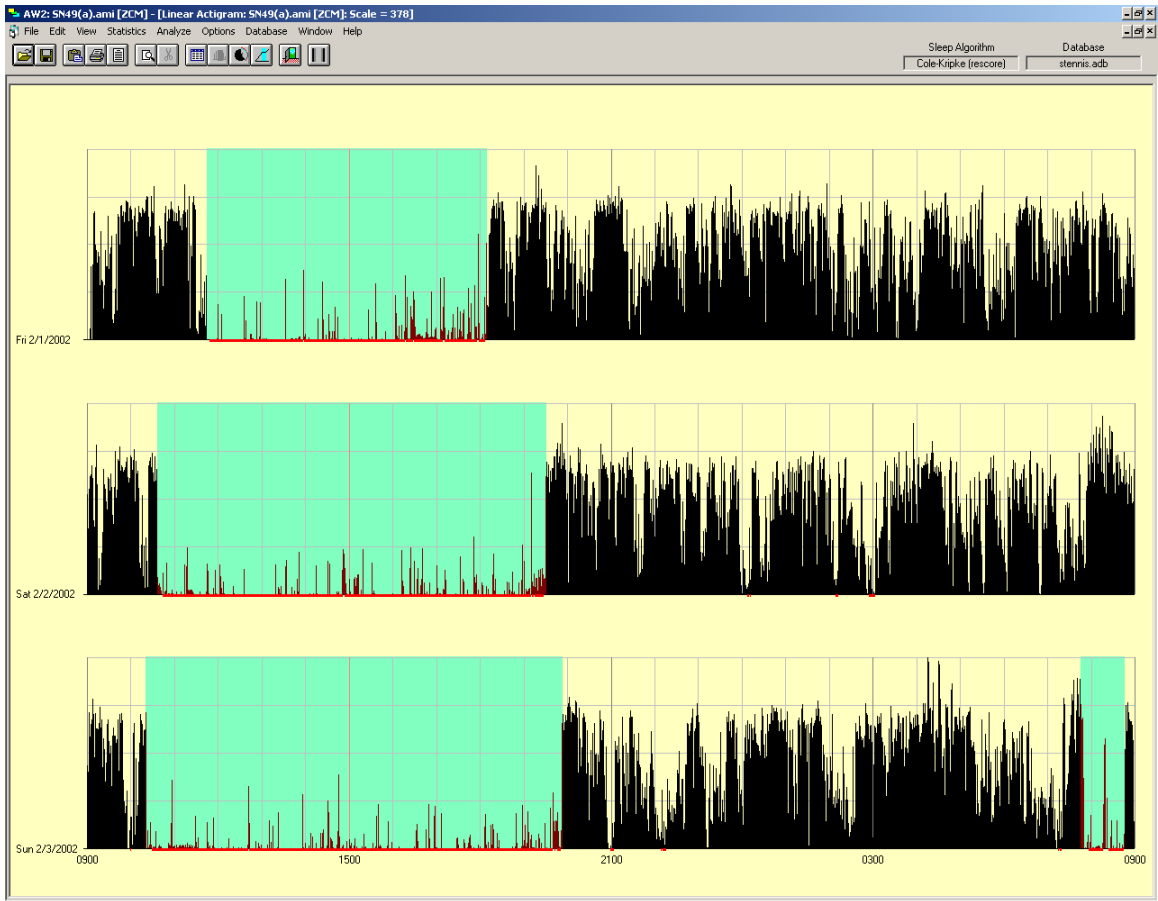 AW2: SN49(a).ami [ZCM] - [Linear Actigram: SN49(a).ami [ZCM]: Scale = 378]
File Edit View Statistics Analyze Options Database Window Help
Sleep Algorithm Database
Cole-Kripke (rescore) stennis.adb
Fri 2/1/2002
Sat 2/2/2002
Sun 2/3/2002
0900 1500 2100 0300 0900